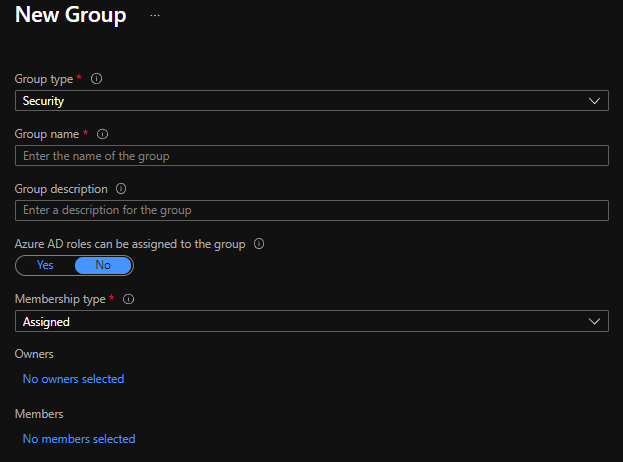 New Group ...
Group type *
Security
Group name *
Enter the name of the group
Group description
Enter a description for the group
Azure AD roles can be assigned to the group
Yes No
Membership type *
Assigned
Owners
No owners selected
Members
No members selected